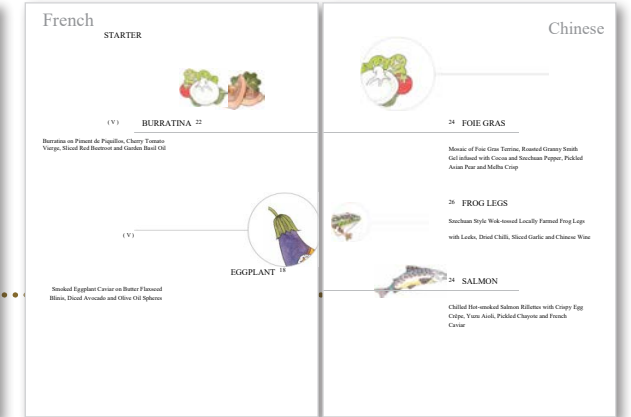 French
STARTER
(V) BURRATINA 22
Burratina on Piment de Piquillos, Cherry Tomato
Vierge, Sliced Red Beetroot and Garden Basil Oil
(V)
EGGPLANT 18
Smoked Eggplant Caviar on Butter Flaxseed
Blinis, Diced Avocado and Olive Oil Spheres
Chinese
24 FOIE GRAS
Mosaic of Foie Gras Terrine, Roasted Granny Smith
Gel infused with Cocoa and Szechuan Pepper, Pickled
Asian Pear and Melba Crisp
26 FROG LEGS
Szechuan Style Wok-tossed Locally Farmed Frog Legs
with Leeks, Dried Chilli, Sliced Garlic and Chinese Wine
24 SALMON
Chilled Hot-smoked Salmon Rillettes with Crispy Egg
Crêpe, Yuzu Aioli, Pickled Chayote and French
Caviar